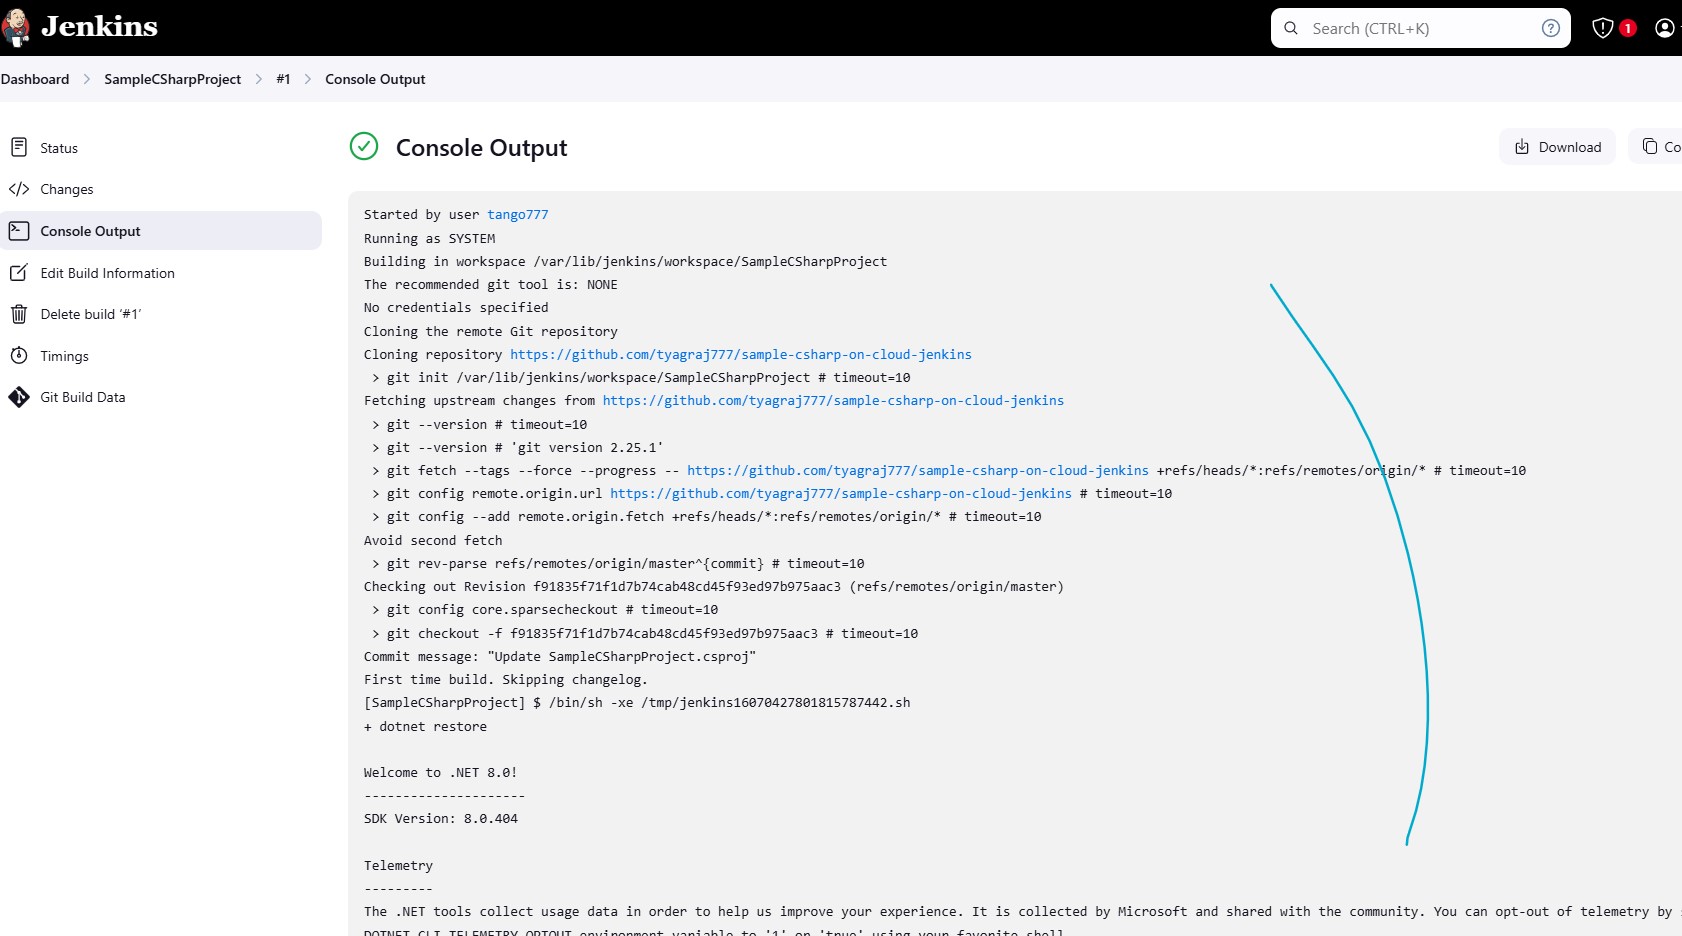 Jenkins
Search (CTRL+K)
1
Dashboard > SampleCSharpProject > #1 > Console Output
Status
Changes
Console Output
Edit Build Information
Delete build ‘#1’
Timings
Git Build Data
Console Output
Download
Co
Started by user tango777
Running as SYSTEM
Building in workspace /var/lib/jenkins/workspace/SampleCSharpProject
The recommended git tool is: NONE
No credentials specified
Cloning the remote Git repository
Cloning repository https://github.com/tyagraj777/sample-csharp-on-cloud-jenkins
 > git init /var/lib/jenkins/workspace/SampleCSharpProject # timeout=10
Fetching upstream changes from https://github.com/tyagraj777/sample-csharp-on-cloud-jenkins
 > git --version # timeout=10
 > git --version # 'git version 2.25.1'
 > git fetch --tags --force --progress -- https://github.com/tyagraj777/sample-csharp-on-cloud-jenkins +refs/heads/*:refs/remotes/origin/* # timeout=10
 > git config remote.origin.url https://github.com/tyagraj777/sample-csharp-on-cloud-jenkins # timeout=10
 > git config --add remote.origin.fetch +refs/heads/*:refs/remotes/origin/* # timeout=10
Avoid second fetch
 > git rev-parse refs/remotes/origin/master^{commit} # timeout=10
Checking out Revision f91835f71f1d7b74cab48cd45f93ed97b975aac3 (refs/remotes/origin/master)
 > git config core.sparsecheckout # timeout=10
 > git checkout -f f91835f71f1d7b74cab48cd45f93ed97b975aac3 # timeout=10
Commit message: "Update SampleCSharpProject.csproj"
First time build. Skipping changelog.
[SampleCSharpProject] $ /bin/sh -xe /tmp/jenkins16070427801815787442.sh
+ dotnet restore
Welcome to .NET 8.0!
---------------------
SDK Version: 8.0.404
Telemetry
---------
The .NET tools collect usage data in order to help us improve your experience. It is collected by Microsoft and shared with the community. You can opt-out of telemetry by
DOTNET_CLI_TELEMETRY_OPTOUT environment variable to '1' or 'true' using your favorite shell.